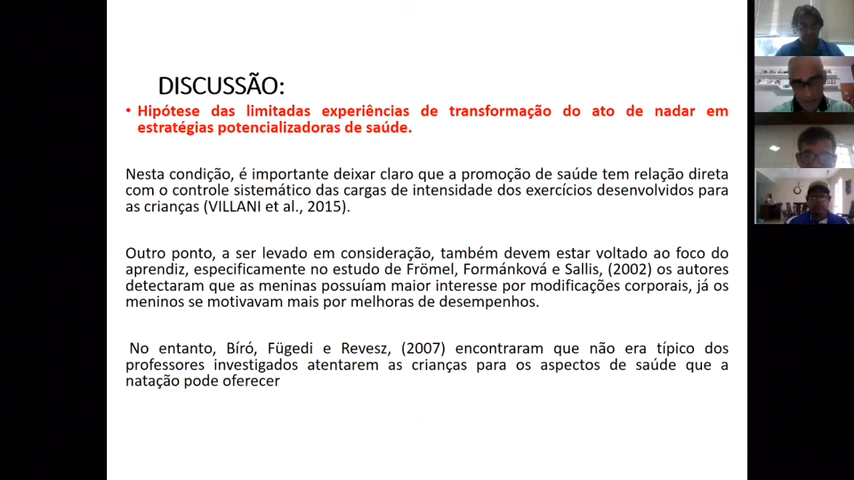 DISCUSSÃO:
• Hipótese das limitadas experiências de transformação do ato de nadar em
estratégias potencializadoras de saúde.
Nesta condição, é importante deixar claro que a promoção de saúde tem relação direta
com o controle sistemático das cargas de intensidade dos exercícios desenvolvidos para
as crianças (VILLANI et al., 2015).
Outro ponto, a ser levado em consideração, também devem estar voltado ao foco do
aprendiz, especificamente no estudo de Frömel, Formánková e Sallis, (2002) os autores
detectaram que as meninas possuíam maior interesse por modificações corporais, já os
meninos se motivavam mais por melhoras de desempenhos.
No entanto, Bíró, Fügedi e Revesz, (2007) encontraram que não era típico dos
professores investigados atentarem as crianças para os aspectos de saúde que a
natação pode oferecer